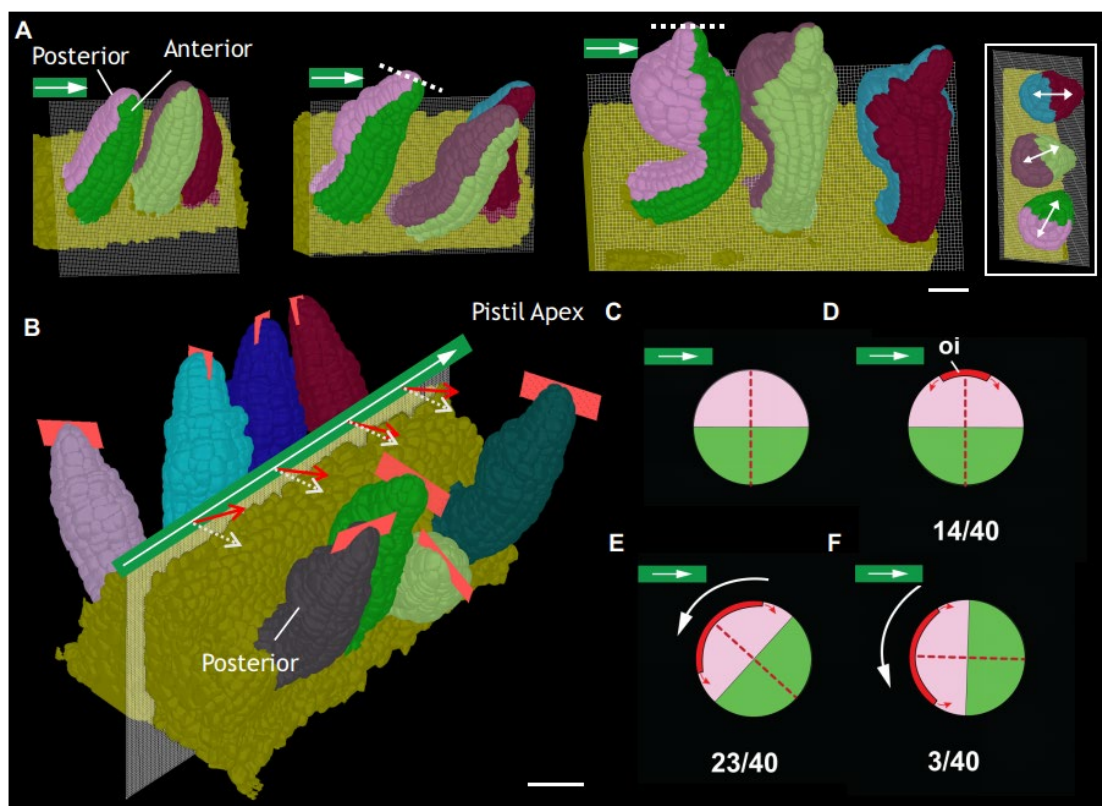 A
Posterior
Anterior
B
Pistil Apex
Posterior
C
D
oi
14/40
E
F
23/40
3/40